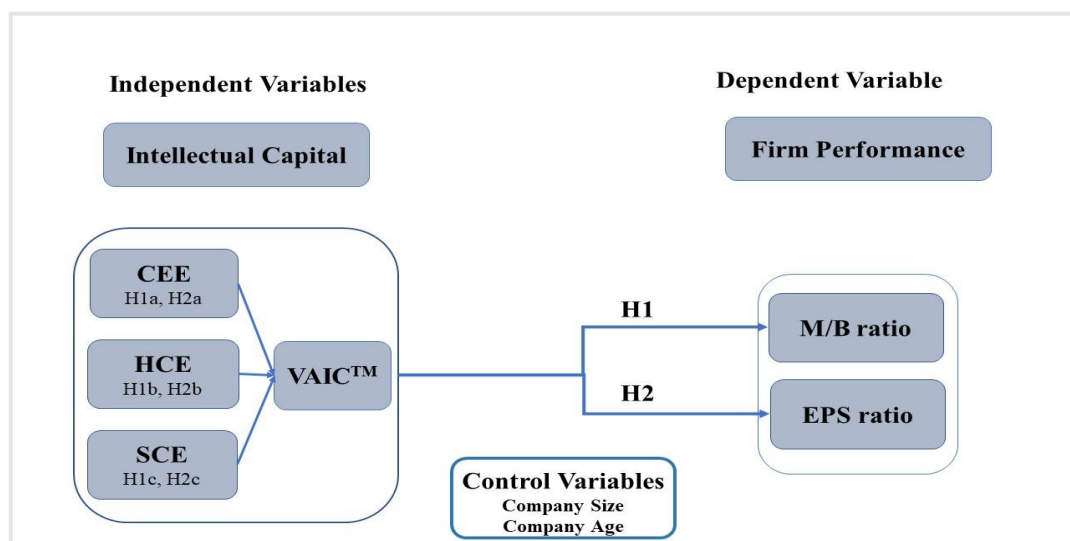 Independent Variables
Dependent Variable
Intellectual Capital
Firm Performance
CEE
H1a, H2a
HCE
H1b, H2b
SCE
H1c, H2c
VAIC™
H1
H2
M/B ratio
EPS ratio
Control Variables
Company Size
Company Age